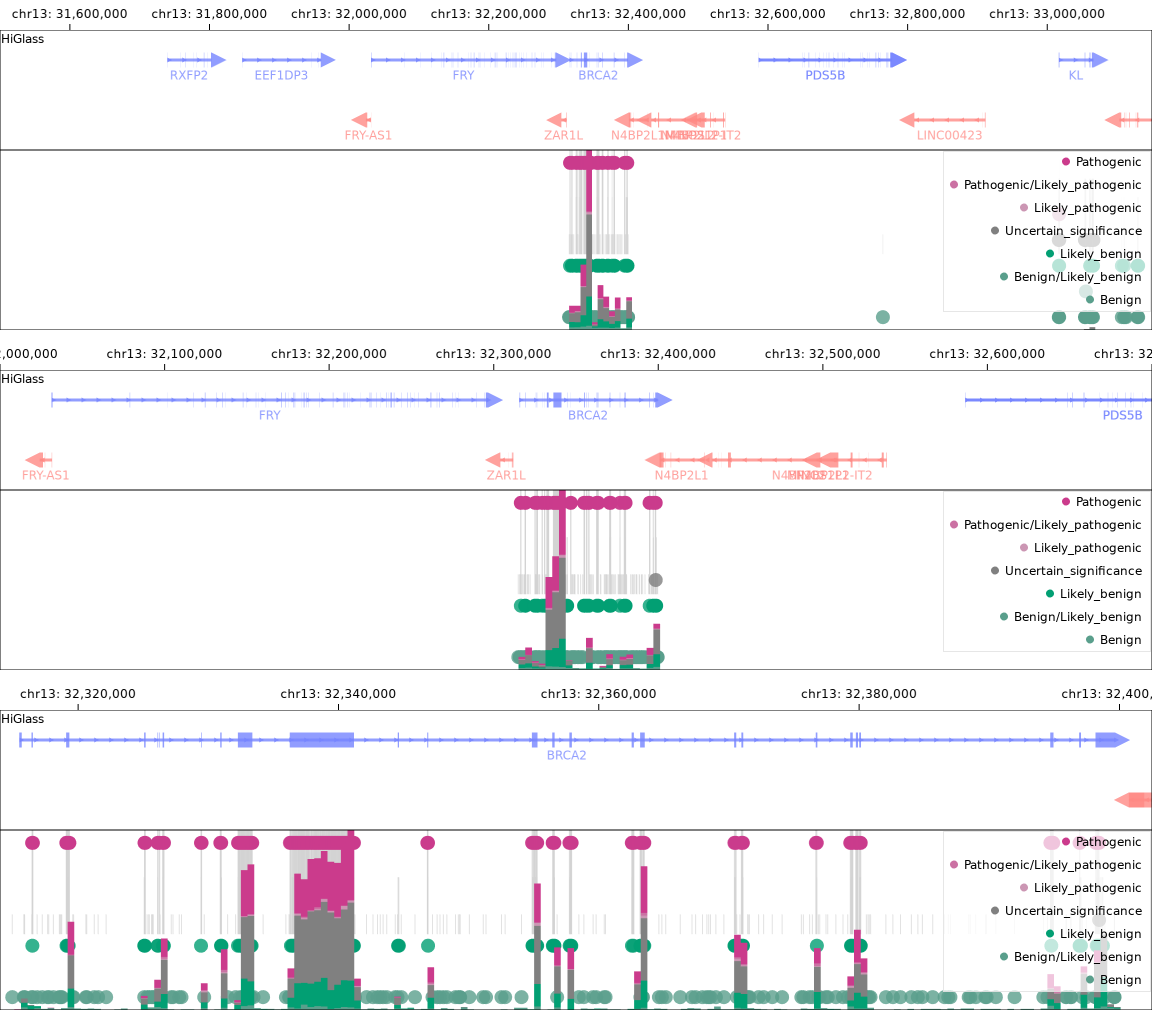 chr13: 31,600,000 chr13: 31,800,000 chr13: 32,000,000 chr13: 32,200,000 chr13: 32,400,000 chr13: 32,600,000 chr13: 32,800,000 chr13: 33,000,000
HiGlass
RXFP2 EEF1DP3 FRY BRCA2 PDS5B KL
FRY-AS1 ZAR1L N4BP2L1 LINC00423
Pathogenic
Pathogenic/Likely_pathogenic
Likely_pathogenic
Uncertain_significance
Likely_benign
Benign/Likely_benign
Benign
2,000,000 chr13: 32,100,000 chr13: 32,200,000 chr13: 32,300,000 chr13: 32,400,000 chr13: 32,500,000 chr13: 32,600,000 chr13: 32
HiGlass
FRY BRCA2 PDS5B
FRY-AS1 ZAR1L N4BP2L1
Pathogenic
Pathogenic/Likely_pathogenic
Likely_pathogenic
Uncertain_significance
Likely_benign
Benign/Likely_benign
Benign
chr13: 32,320,000 chr13: 32,340,000 chr13: 32,360,000 chr13: 32,380,000 chr13: 32,400,
HiGlass
BRCA2
Pathogenic
Pathogenic/Likely_pathogenic
Likely_pathogenic
Uncertain_significance
Likely_benign
Benign/Likely_benign
Benign